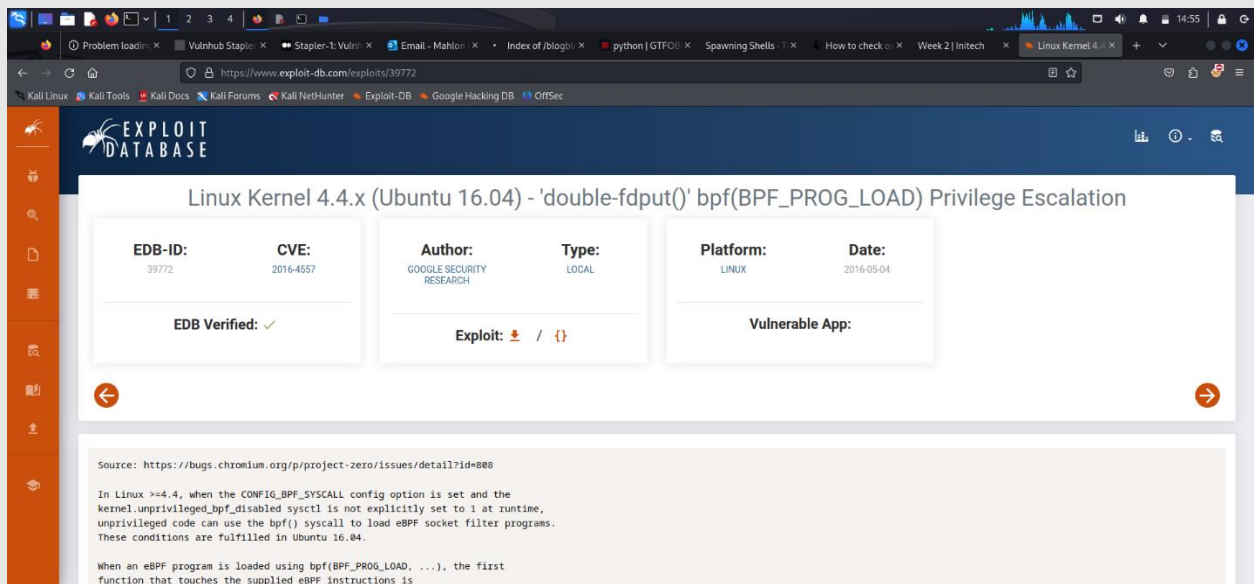 1 2 3 4
14:55
Problem loadin
Vulnhub Stapler
Stapler-1: Vulnh
Email - Mahlon
Index of /blogbl
python | GTFOB
Spawning Shells - T
How to check o
Week 2 | Initech
Linux Kernel 4.4
https://www.exploit-db.com/exploits/39772
Kali Linux Kali Tools Kali Docs Kali Forums Kali NetHunter Exploit-DB Google Hacking DB OffSec
EXPLOIT
DATABASE
Linux Kernel 4.4.x (Ubuntu 16.04) - 'double-fdput()' bpf(BPF_PROG_LOAD) Privilege Escalation
EDB-ID:
39772
CVE:
2016-4557
EDB Verified:
Author:
GOOGLE SECURITY
RESEARCH
Type:
LOCAL
Exploit: / {}
Platform:
LINUX
Date:
2016-05-04
Vulnerable App:
Source: https://bugs.chromium.org/p/project-zero/issues/detail?id=808
In Linux >=4.4, when the CONFIG_BPF_SYSCALL config option is set and the
kernel.unprivileged_bpf_disabled sysctl is not explicitly set to 1 at runtime,
unprivileged code can use the bpf() syscall to load eBPF socket filter programs.
These conditions are fulfilled in Ubuntu 16.04.
When an eBPF program is loaded using bpf(BPF_PROG_LOAD, ...), the first
function that touches the supplied eBPF instructions is